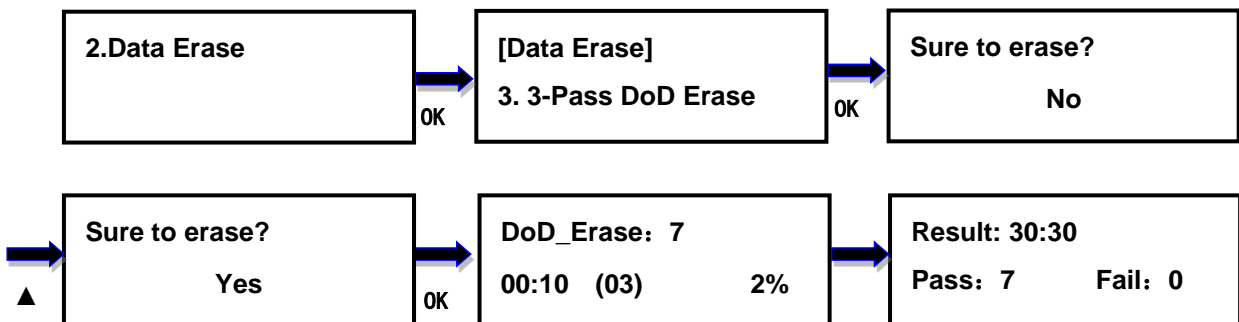 2.Data Erase
OK
[Data Erase]
3. 3-Pass DoD Erase
OK
Sure to erase?
No
▲
Sure to erase?
Yes
OK
DoD_Erase：7
00:10 (03) 2%
Result: 30:30
Pass：7 Fail：0